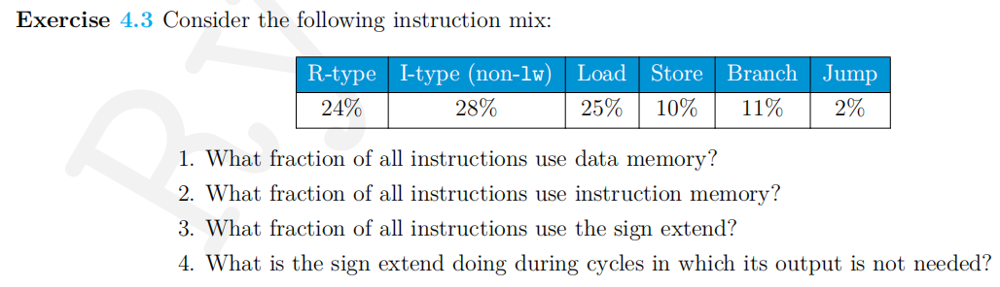 Exercise 4.3 Consider the following instruction mix:
R-type I-type (non-lw) Load Store Branch Jump
24% 28% 25% 10% 11% 2%
1. What fraction of all instructions use data memory?
2. What fraction of all instructions use instruction memory?
3. What fraction of all instructions use the sign extend?
4. What is the sign extend doing during cycles in which its output is not needed?